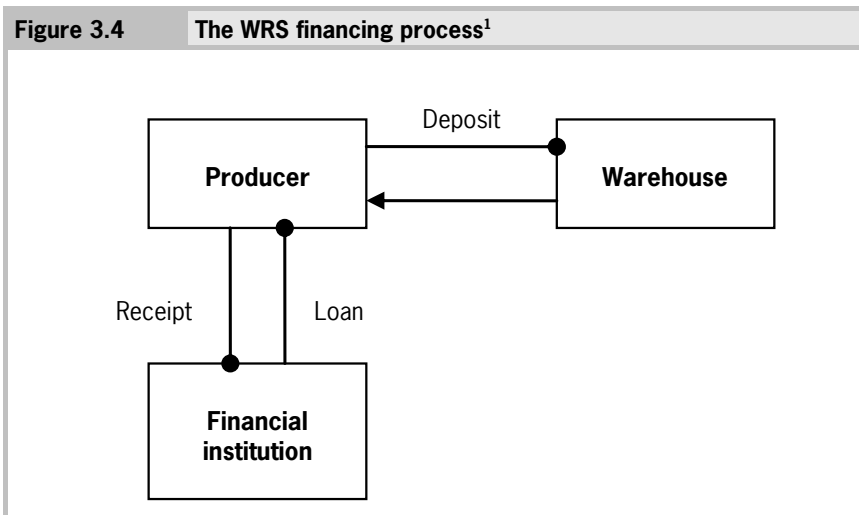 Figure 3.4 The WRS financing process¹
Deposit
Producer
Warehouse
Receipt
Loan
Financial
institution